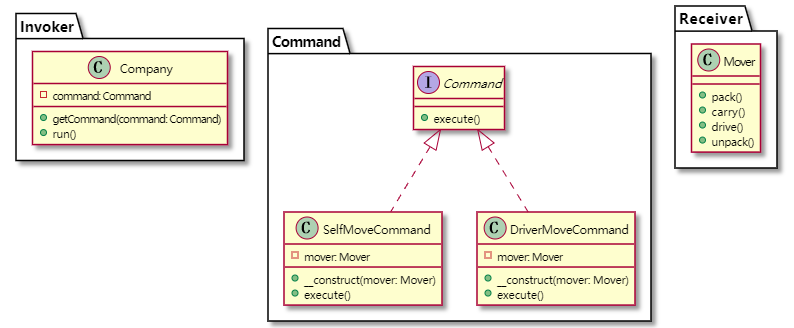 Invoker
C Company
command: Command
getCommand(command: Command)
run()
Command
I Command
execute()
C SelfMoveCommand
mover: Mover
__construct(mover: Mover)
execute()
C DriverMoveCommand
mover: Mover
__construct(mover: Mover)
execute()
Receiver
C Mover
pack()
carry()
drive()
unpack()